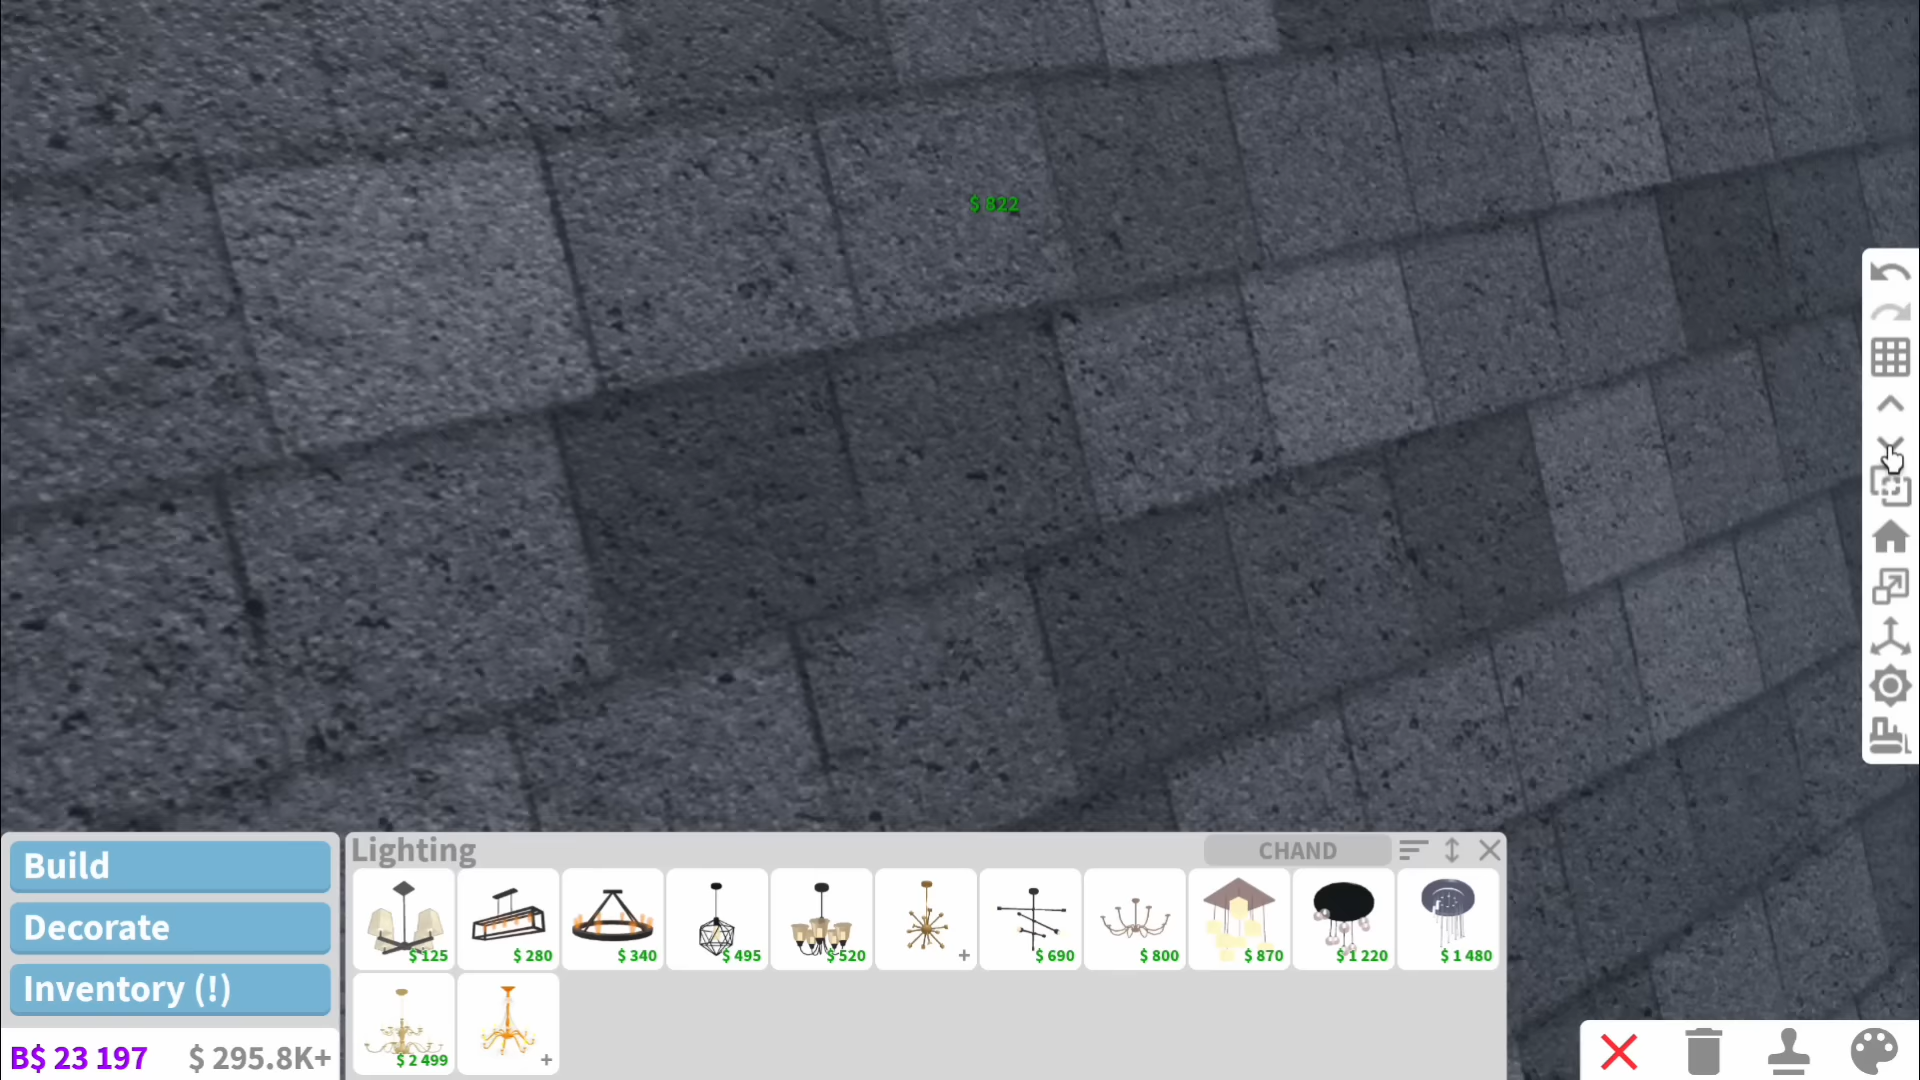 $ 822
Build
Decorate
Inventory (!)
B$ 23 197 $ 295.8K+
Lighting
CHAND
$ 125
$ 280
$ 340
$ 495
$ 520
+
$ 690
$ 800
$ 870
$ 1 220
$ 1 480
$ 2 499
+